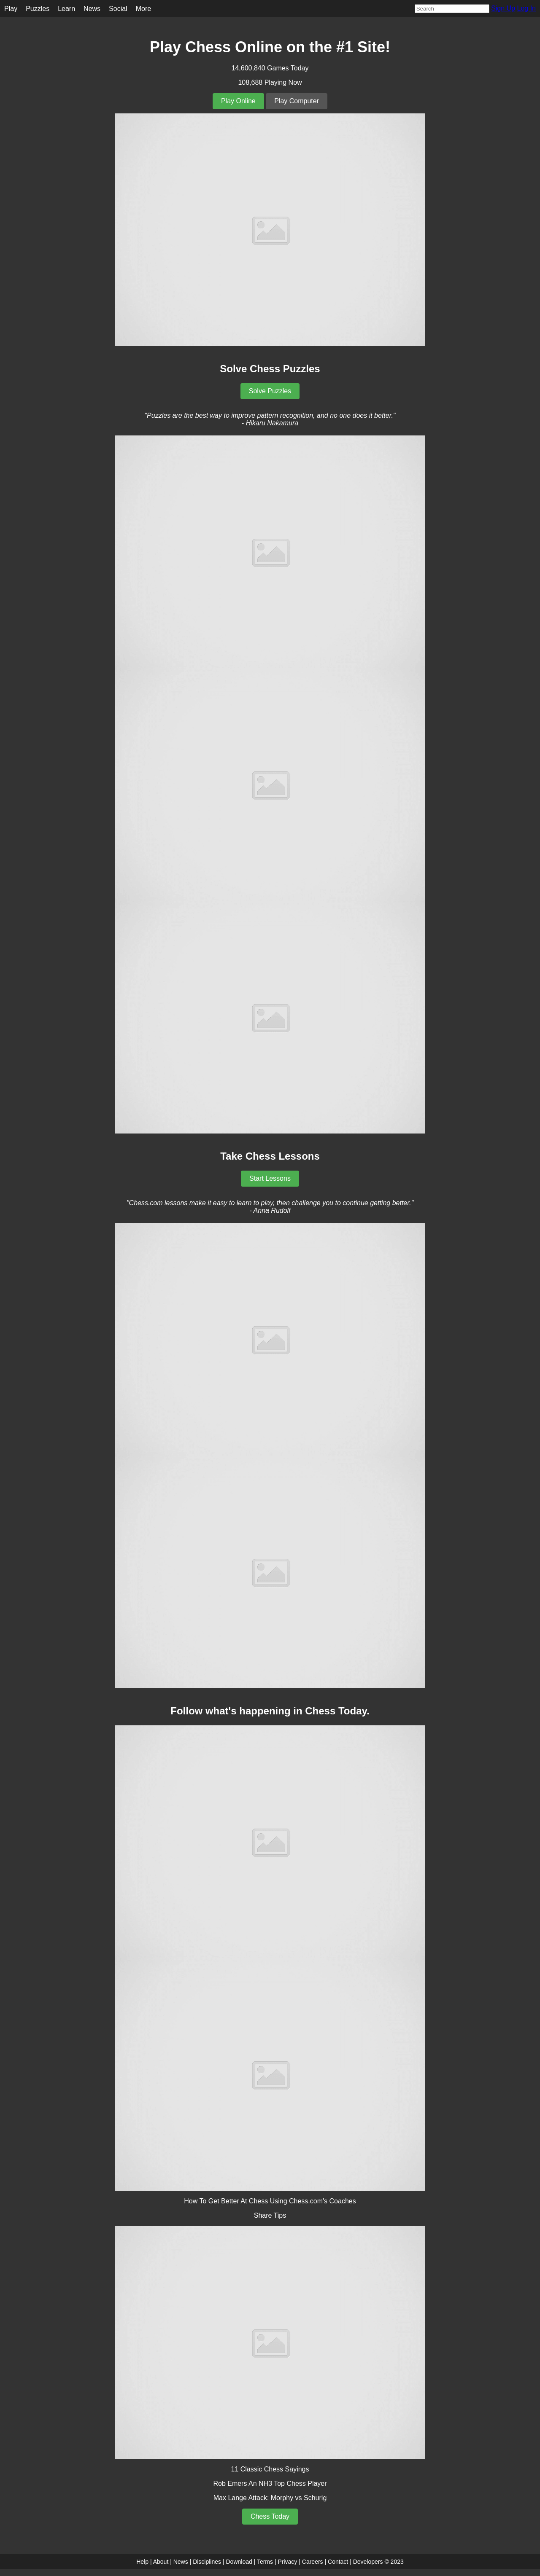 Play Puzzles Learn News Social More Search
Play Chess Online on the #1 Site!
14,600,840 Games Today
108,688 Playing Now
Play Online Play Computer
Solve Chess Puzzles
Solve Puzzles
"Puzzles are the best way to improve pattern recognition, and no one does it better."
- Hikaru Nakamura
Take Chess Lessons
Start Lessons
"Chess.com lessons make it easy to learn to play, then challenge you to continue getting better."
- Anna Rudolf
Follow what's happening in Chess Today.
How To Get Better At Chess Using Chess.com's Coaches
Share Tips
11 Classic Chess Sayings
Rob Emers An NH3 Top Chess Player
Max Lange Attack: Morphy vs Schurig
Chess Today
Help | About | News | Disciplines | Download | Terms | Privacy | Careers | Contact | Developers © 2023